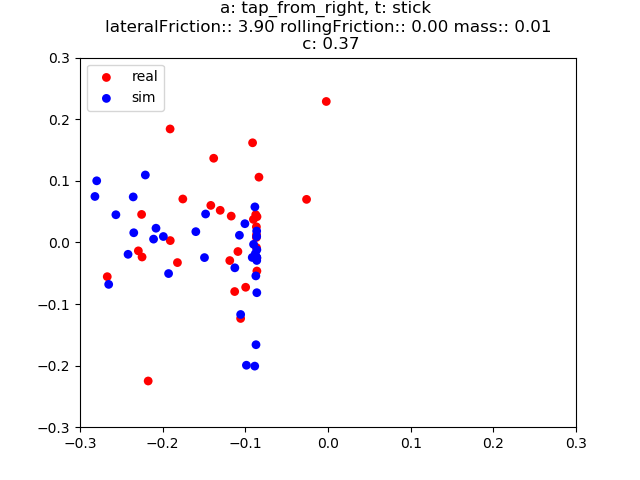 a: tap_from_right, t: stick
lateralFriction:: 3.90 rollingFriction:: 0.00 mass:: 0.01
c: 0.37
real
sim
0.3
0.2
0.1
0.0
−0.1
−0.2
−0.3
−0.3
−0.2
−0.1
0.0
0.1
0.2
0.3